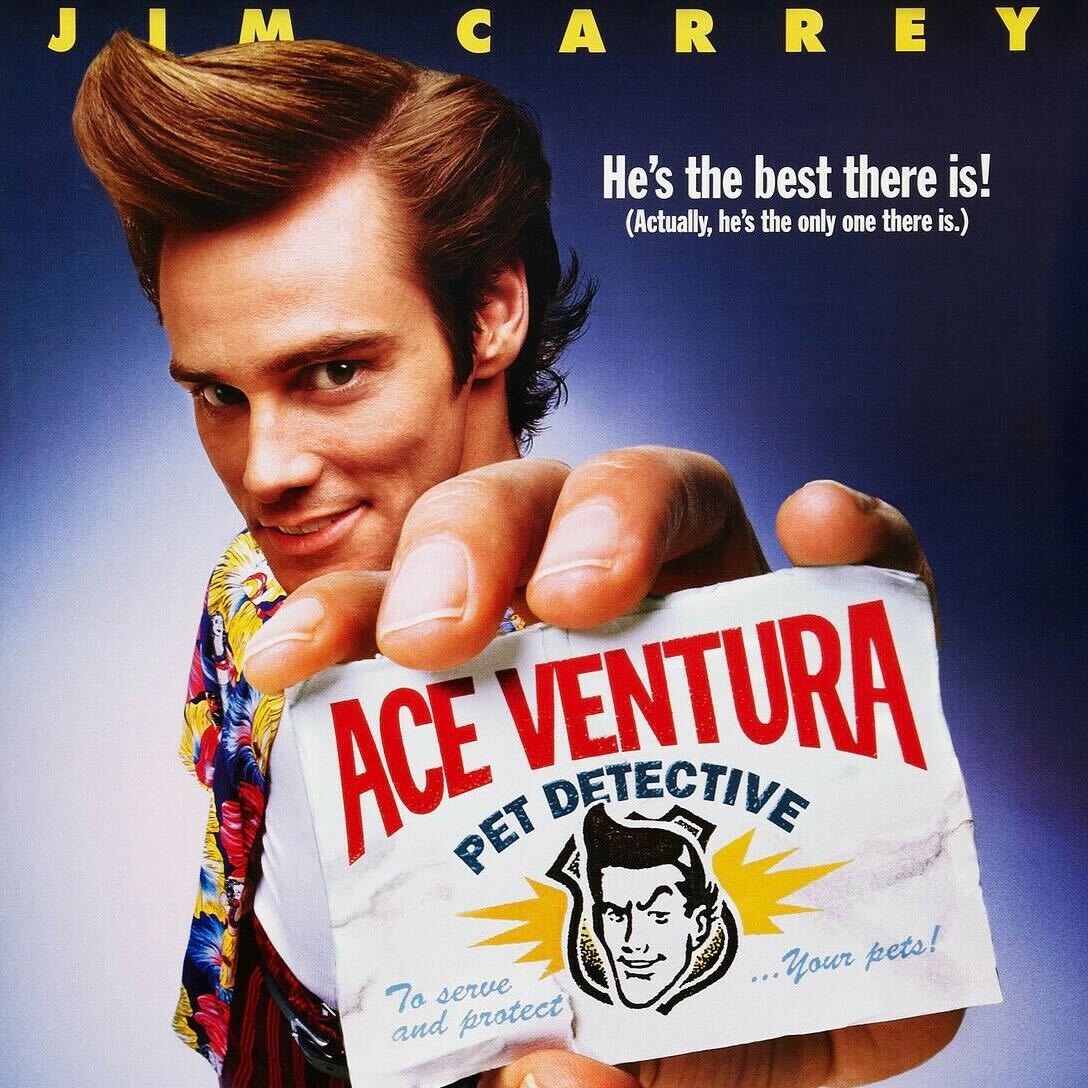 JIM CARREY
He's the best there is!
(Actually, he's the only one there is.)
ACE VENTURA
PET DETECTIVE
To serve
and protect
...Your pets!